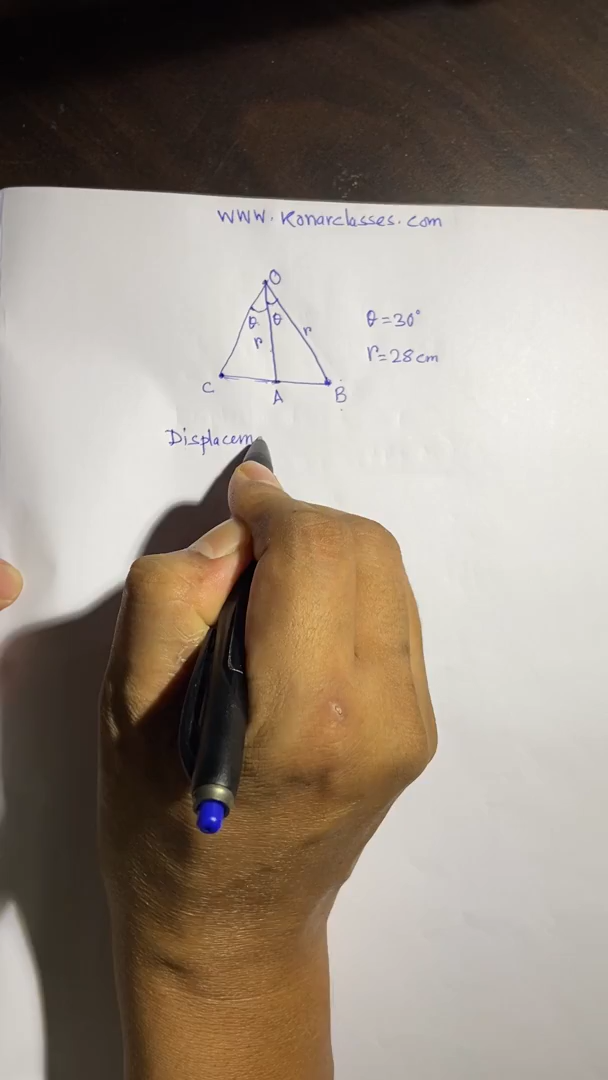 www.Konarclasses.com
O
θ θ
r r
θ=30°
r=28cm
C
A
B
Displacem